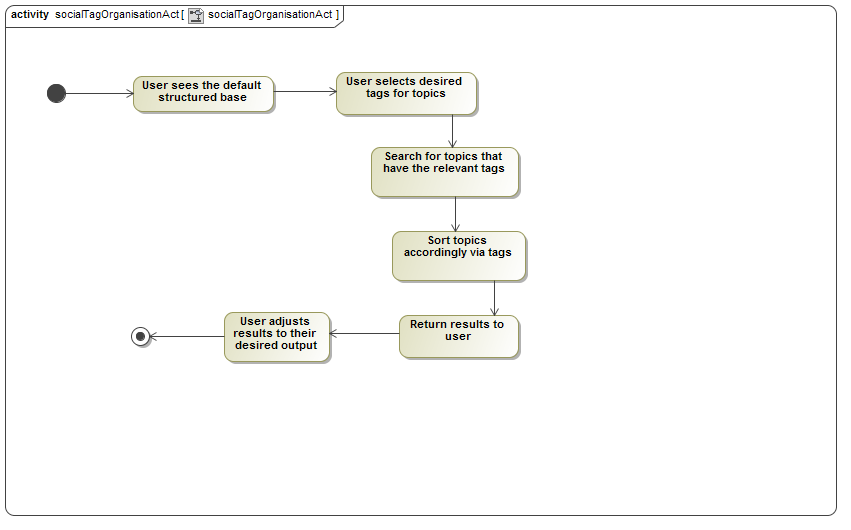 activity socialTagOrganisationAct [ socialTagOrganisationAct ]
User sees the default
structured base
User selects desired
tags for topics
Search for topics that
have the relevant tags
Sort topics
accordingly via tags
Return results to
user
User adjusts
results to their
desired output